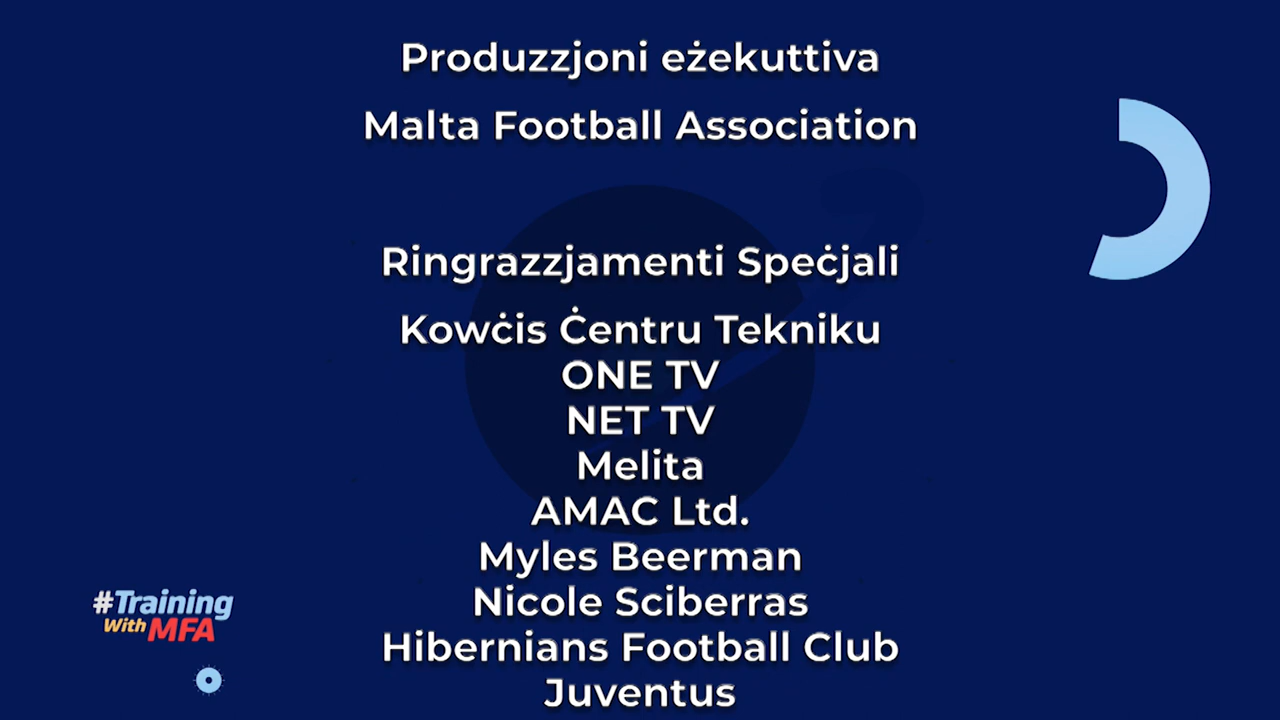 Produzzjoni eżekuttiva
Malta Football Association
Ringrazzjamenti Speċjali
Kowċis Ċentru Tekniku
ONE TV
NET TV
Melita
AMAC Ltd.
Myles Beerman
Nicole Sciberras
Hibernians Football Club
Juventus
#Training
With MFA